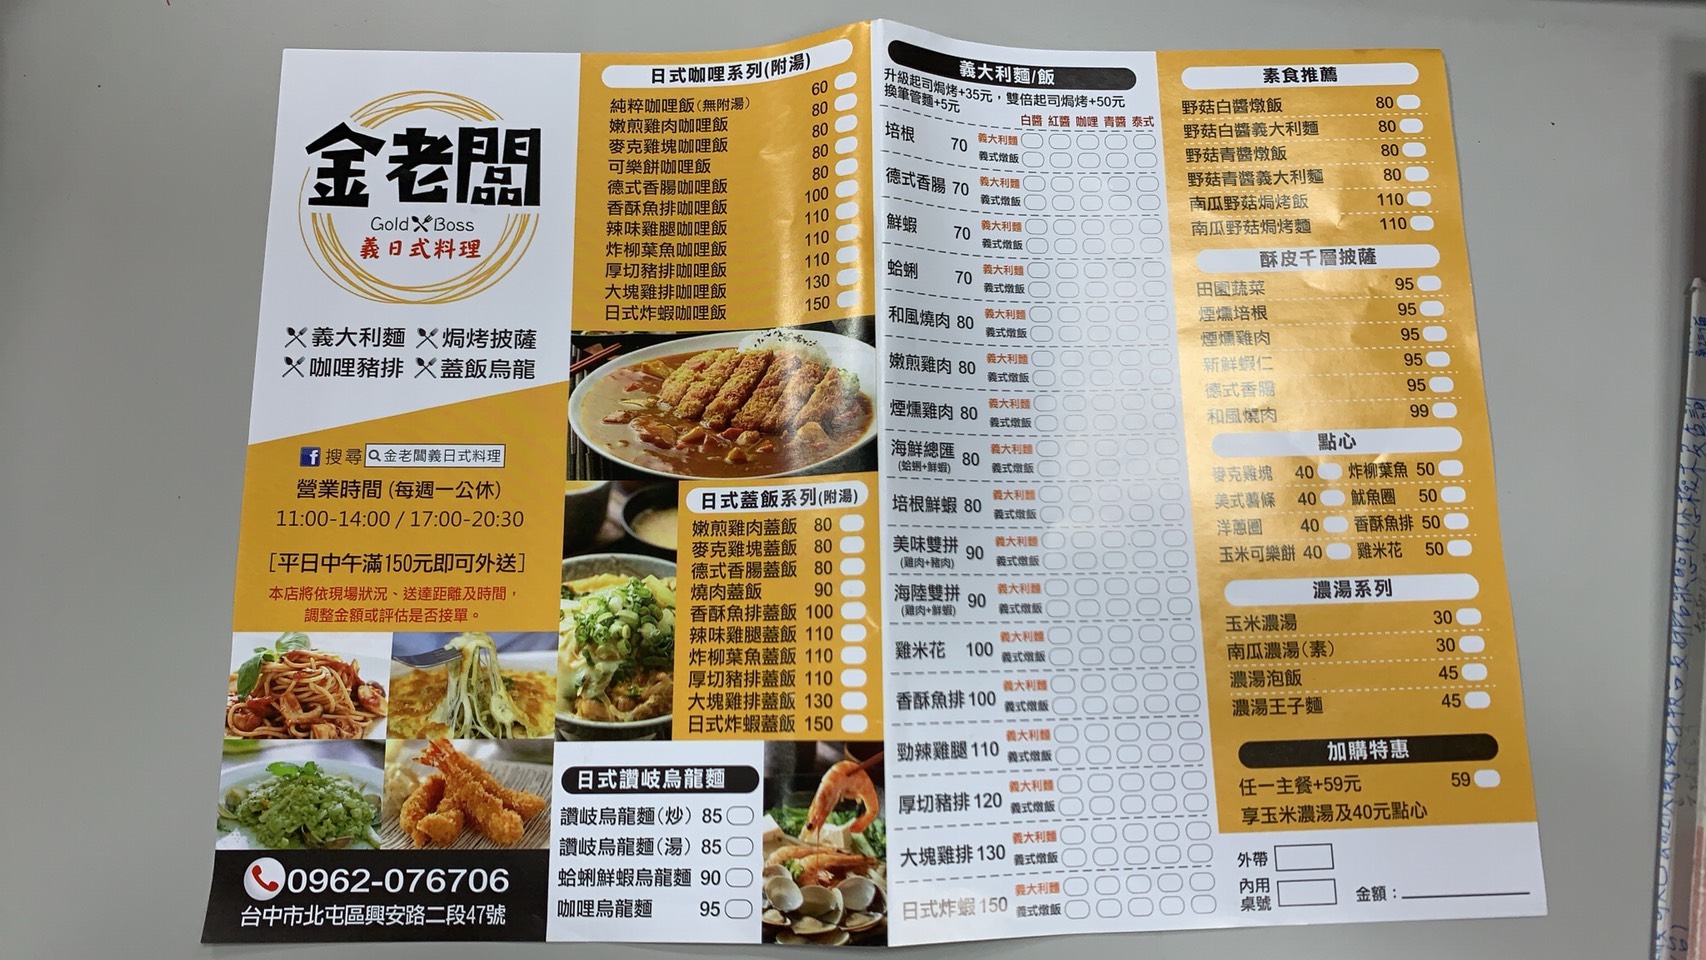 金老闆
Gold Boss
義日式料理
義大利麵 焗烤披薩
咖哩豬排 蓋飯烏龍
搜尋 金老闆義日式料理
營業時間 (每週一公休)
11:00-14:00 / 17:00-20:30
[平日中午滿150元即可外送]
本店將依現場狀況、送達距離及時間，
調整金額或評估是否接單。
0962-076706
台中市北屯區興安路二段47號
日式咖哩系列(附湯)
純粹咖哩飯(無附湯) 60
嫩煎雞肉咖哩飯 80
麥克雞塊咖哩飯 80
可樂餅咖哩飯 80
德式香腸咖哩飯 80
香酥魚排咖哩飯 100
辣味雞腿咖哩飯 110
炸柳葉魚咖哩飯 110
厚切豬排咖哩飯 110
大塊雞排咖哩飯 130
日式炸蝦咖哩飯 150
日式蓋飯系列(附湯)
嫩煎雞肉蓋飯 80
麥克雞塊蓋飯 80
德式香腸蓋飯 80
燒肉蓋飯 90
香酥魚排蓋飯 100
辣味雞腿蓋飯 110
炸柳葉魚蓋飯 110
厚切豬排蓋飯 110
大塊雞排蓋飯 130
日式炸蝦蓋飯 150
日式讚岐烏龍麵
讚岐烏龍麵(炒) 85
讚岐烏龍麵(湯) 85
蛤蜊鮮蝦烏龍麵 90
咖哩烏龍麵 95
義大利麵/飯
升級起司焗烤+35元，雙倍起司焗烤+50元
換筆管麵+5元
白醬 紅醬 咖哩 青醬 泰式
培根 70 義大利麵
義式燉飯
德式香腸 70 義大利麵
義式燉飯
鮮蝦 70 義大利麵
義式燉飯
蛤蜊 70 義大利麵
義式燉飯
和風燒肉 80 義大利麵
義式燉飯
嫩煎雞肉 80 義大利麵
義式燉飯
煙燻雞肉 80 義大利麵
義式燉飯
海鮮總匯 80 義大利麵
(蛤蜊+鮮蝦) 義式燉飯
培根鮮蝦 80 義大利麵
義式燉飯
美味雙拼 90 義大利麵
(雞肉+豬肉) 義式燉飯
海陸雙拼 90 義大利麵
(雞肉+鮮蝦) 義式燉飯
雞米花 100 義大利麵
義式燉飯
香酥魚排 100 義大利麵
義式燉飯
勁辣雞腿 110 義大利麵
義式燉飯
厚切豬排 120 義大利麵
義式燉飯
大塊雞排 130 義大利麵
義式燉飯
日式炸蝦 150 義大利麵
義式燉飯
素食推薦
野菇白醬燉飯 80
野菇白醬義大利麵 80
野菇青醬燉飯 80
野菇青醬義大利麵 80
南瓜野菇焗烤飯 110
南瓜野菇焗烤麵 110
酥皮千層披薩
田園蔬菜 95
煙燻培根 95
煙燻雞肉 95
新鮮蝦仁 95
德式香腸 95
和風燒肉 99
點心
麥克雞塊 40 炸柳葉魚 50
美式薯條 40 魷魚圈 50
洋蔥圈 40 香酥魚排 50
玉米可樂餅 40 雞米花 50
濃湯系列
玉米濃湯 30
南瓜濃湯(素) 30
濃湯泡飯 45
濃湯王子麵 45
加購特惠
任一主餐+59元 59
享玉米濃湯及40元點心
外帶
內用
桌號
金額：